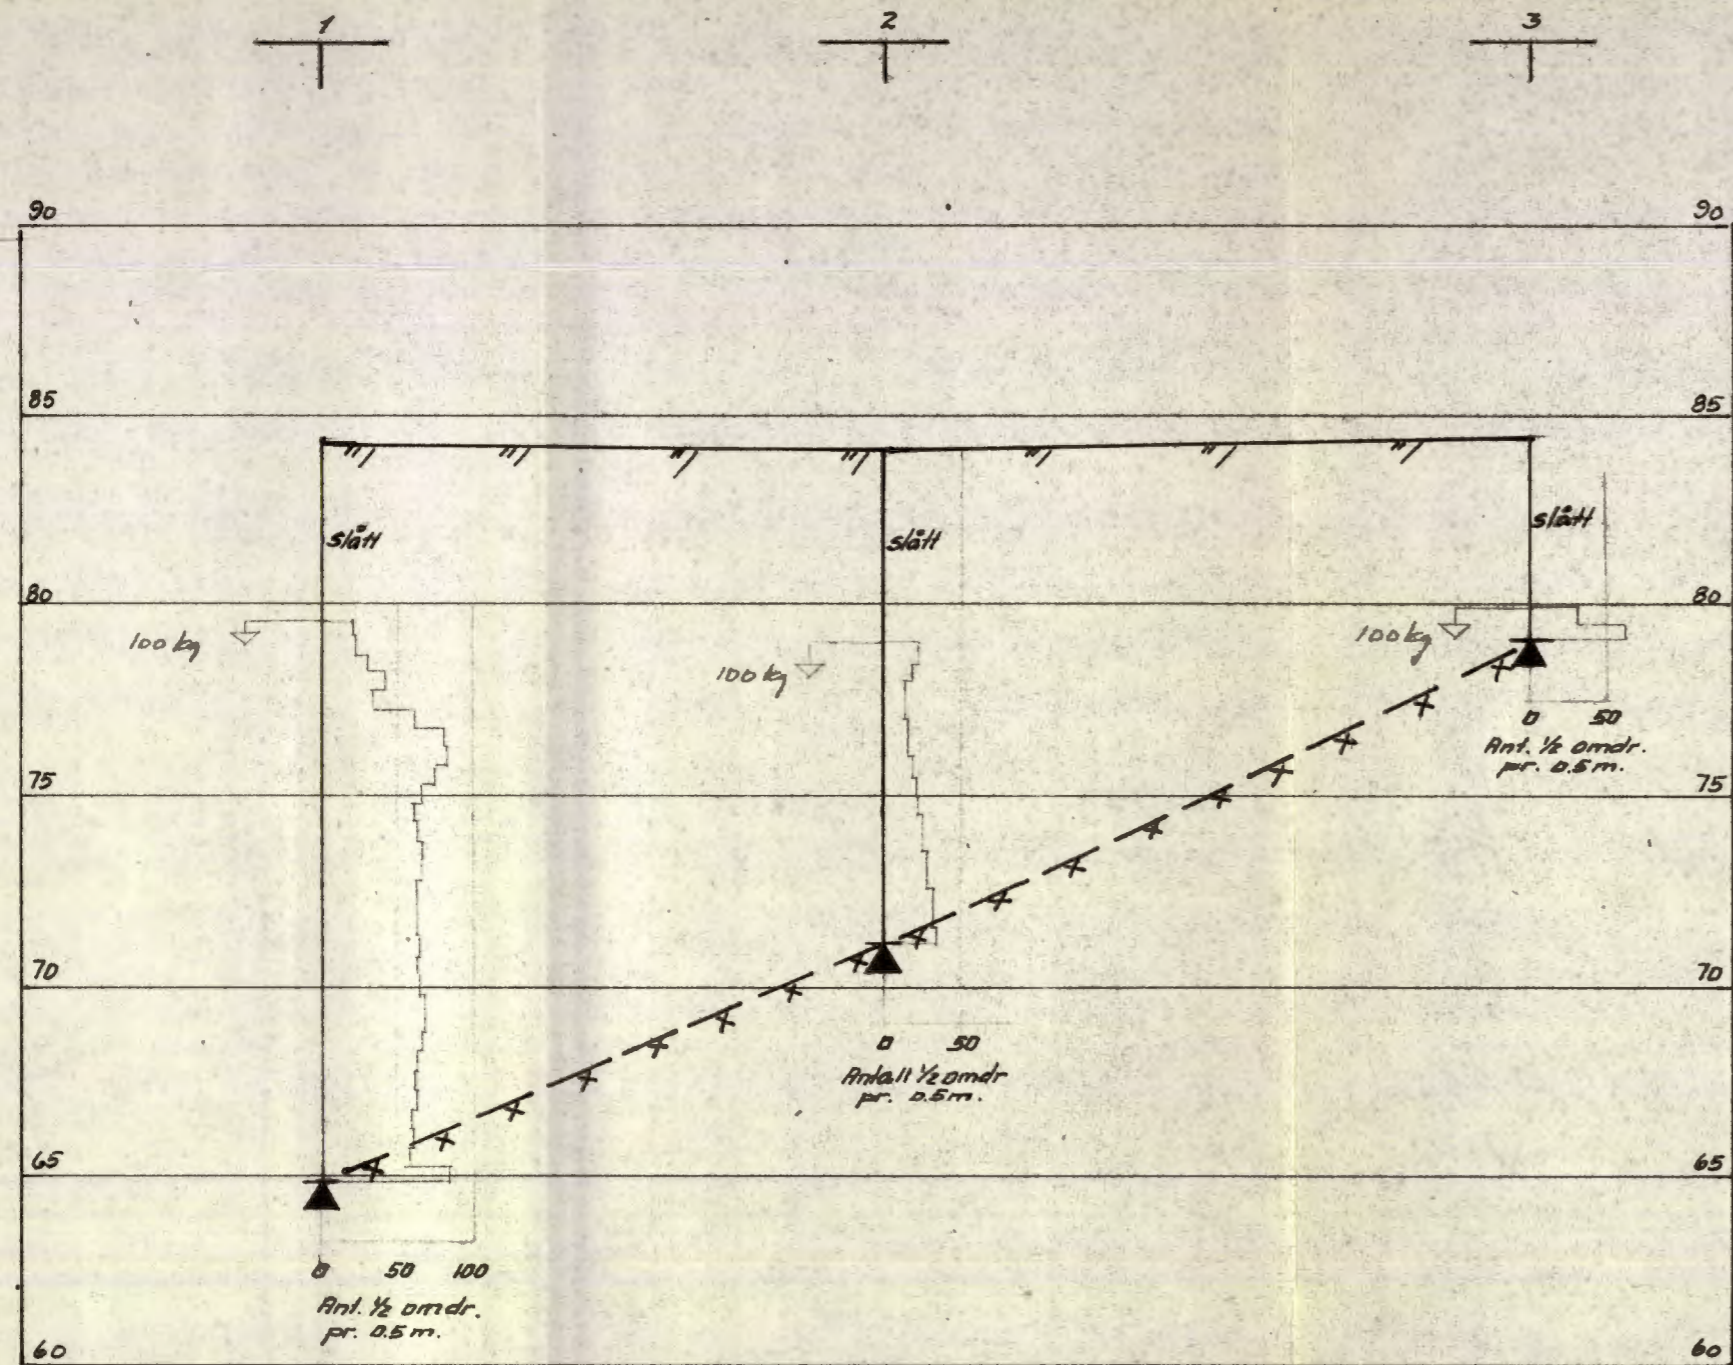 1 2 3
90 90
85 85
slått slått slått
80 80
100 kg 100 kg 100 kg
0 50
Ant. ½ omdr.
pr. 0.5 m.
75 75
70 70
0 50
Antall ½ omdr
pr. 0.5 m.
65 65
0 50 100
Ant. ½ omdr.
pr. 0.5 m.
60 60